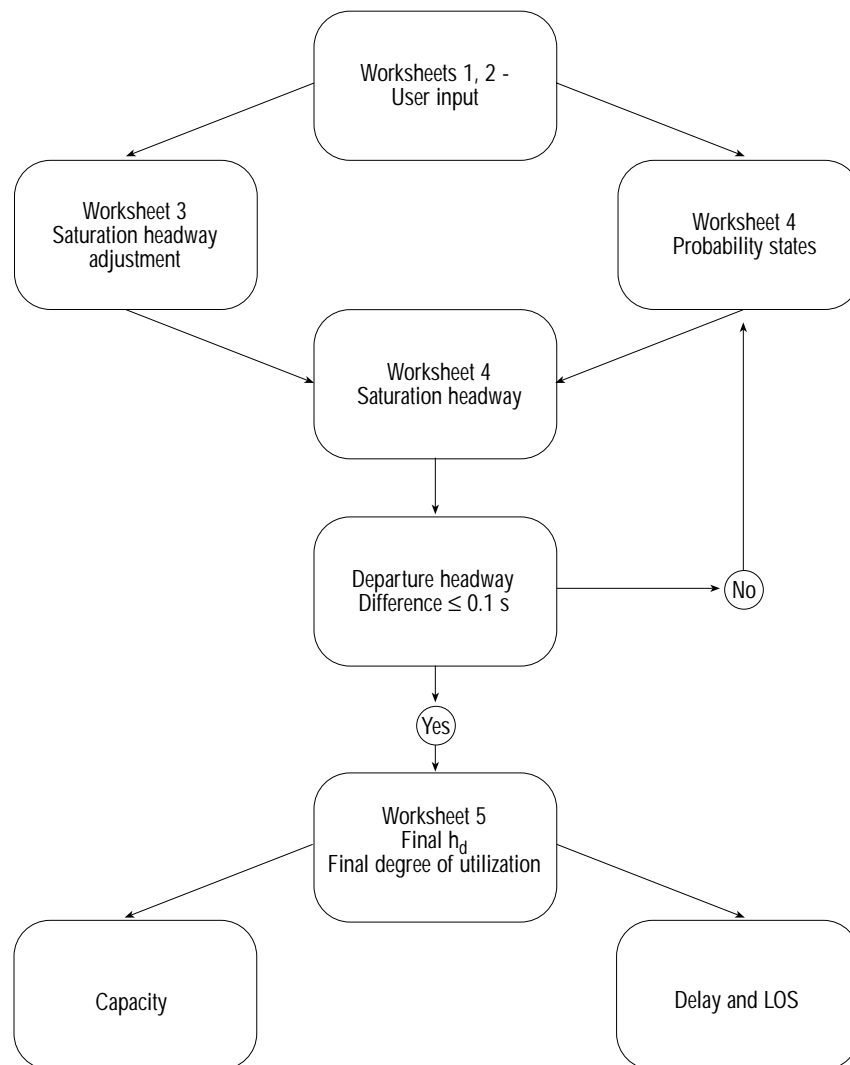 Worksheets 1, 2 -
User input
Worksheet 3
Saturation headway
adjustment
Worksheet 4
Probability states
Worksheet 4
Saturation headway
Departure headway
Difference ≤ 0.1 s
No
Yes
Worksheet 5
Final hd
Final degree of utilization
Capacity
Delay and LOS